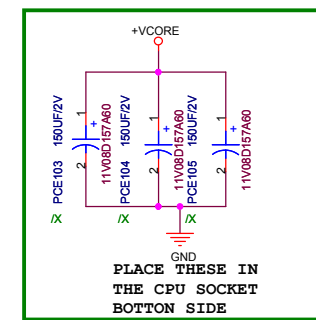 +VCORE
1
2
+
PCE103 150UF/2V
11V08D157A60
/X
1
2
+
PCE104 150UF/2V
11V08D157A60
/X
1
2
+
PCE105 150UF/2V
11V08D157A60
/X
GND
PLACE THESE IN
THE CPU SOCKET
BOTTON SIDE